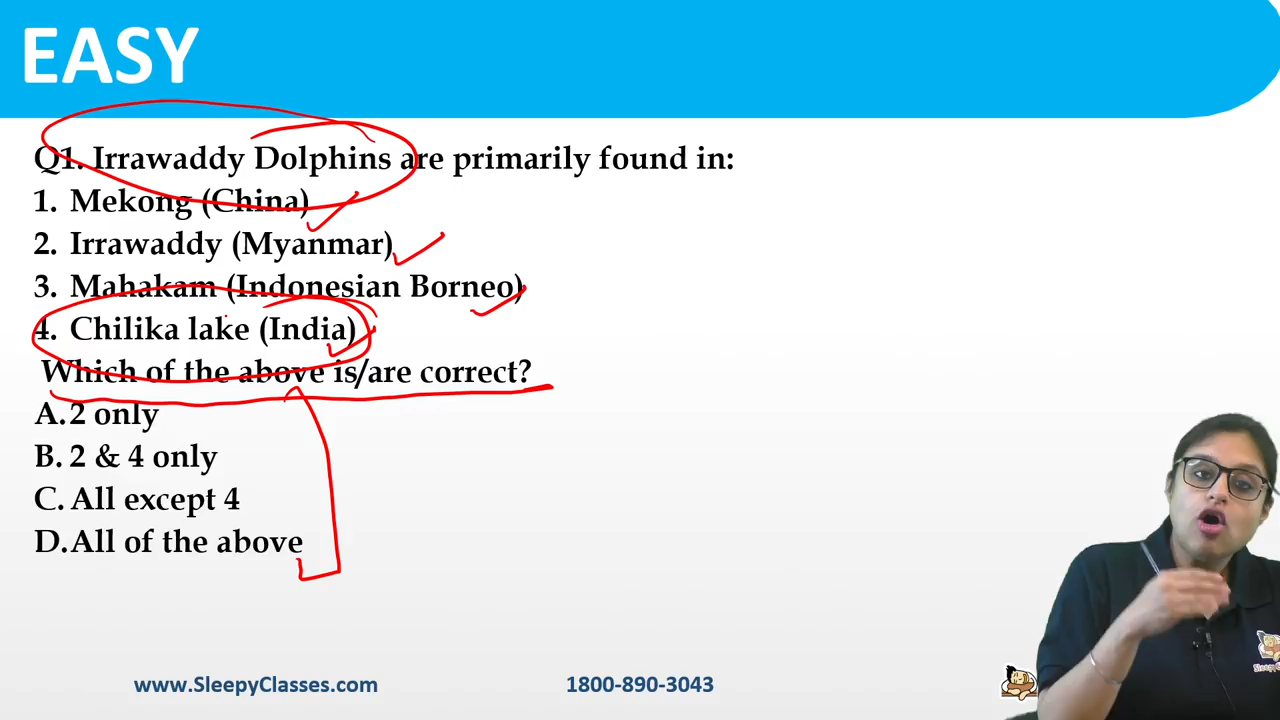 EASY
Q1. Irrawaddy Dolphins are primarily found in:
1. Mekong (China)
2. Irrawaddy (Myanmar)
3. Mahakam (Indonesian Borneo)
4. Chilika lake (India)
Which of the above is/are correct?
A. 2 only
B. 2 & 4 only
C. All except 4
D. All of the above
www.SleepyClasses.com
1800-890-3043